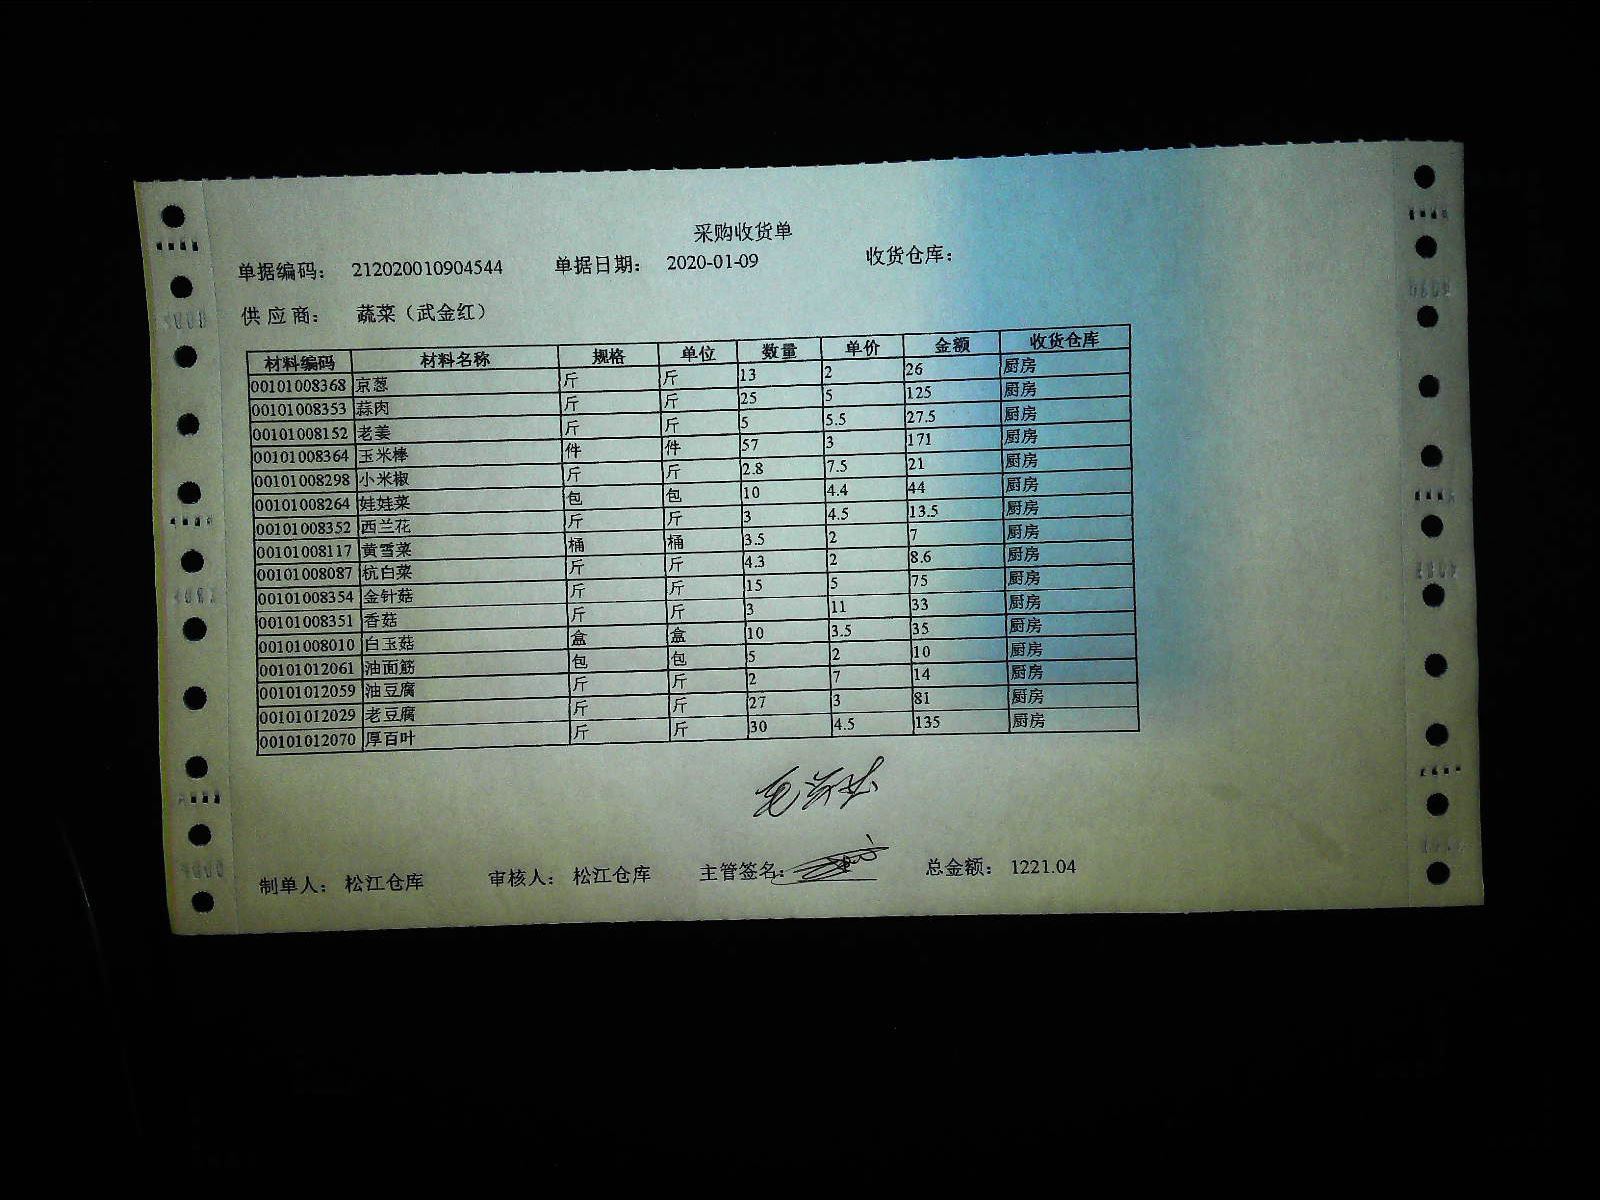 采购收货单
单据编码： 212020010904544 单据日期： 2020-01-09 收货仓库：
供应商： 蔬菜（武金红）
材料编码 材料名称 规格 单位 数量 单价 金额 收货仓库
00101008368 京葱 斤 斤 13 2 26 厨房
00101008353 蒜肉 斤 斤 25 5 125 厨房
00101008152 老姜 斤 斤 5 5.5 27.5 厨房
00101008364 玉米棒 件 件 57 3 171 厨房
00101008298 小米椒 斤 斤 2.8 7.5 21 厨房
00101008264 娃娃菜 包 包 10 4.4 44 厨房
00101008352 西兰花 斤 斤 3 4.5 13.5 厨房
00101008117 黄雪菜 桶 桶 3.5 2 7 厨房
00101008087 杭白菜 斤 斤 4.3 2 8.6 厨房
00101008354 金针菇 斤 斤 15 5 75 厨房
00101008351 香菇 斤 斤 3 11 33 厨房
00101008010 白玉菇 盒 盒 10 3.5 35 厨房
00101012061 油面筋 包 包 5 2 10 厨房
00101012059 油豆腐 斤 斤 2 7 14 厨房
00101012029 老豆腐 斤 斤 27 3 81 厨房
00101012070 厚百叶 斤 斤 30 4.5 135 厨房
制单人： 松江仓库 审核人： 松江仓库 主管签名： 总金额： 1221.04